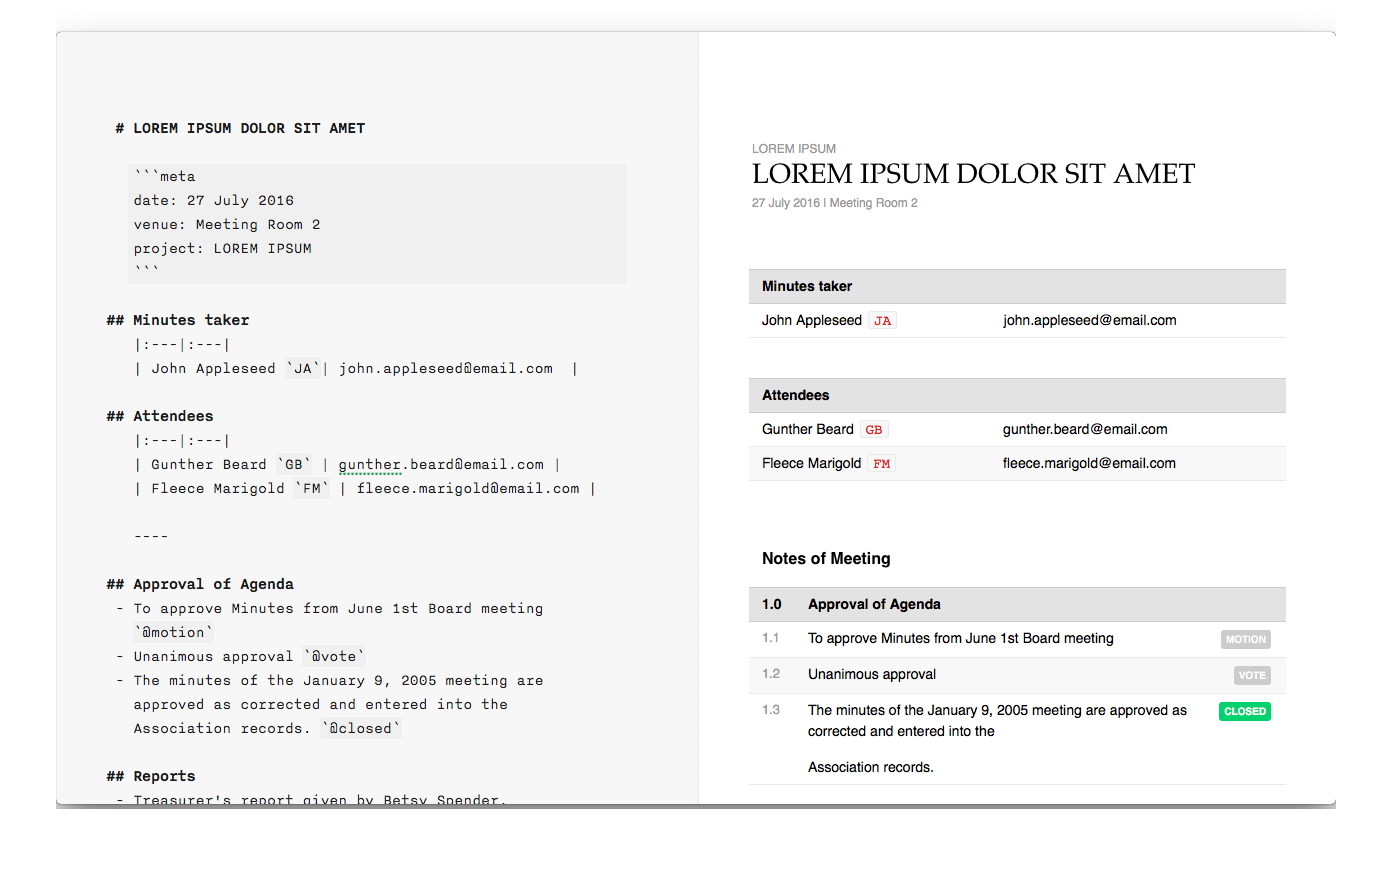 # LOREM IPSUM DOLOR SIT AMET
```meta
date: 27 July 2016
venue: Meeting Room 2
project: LOREM IPSUM
```
## Minutes taker
|:---|:---|
| John Appleseed `JA`| john.appleseed@email.com  |
## Attendees
|:---|:---|
| Gunther Beard `GB` | gunther.beard@email.com |
| Fleece Marigold `FM` | fleece.marigold@email.com |
----
## Approval of Agenda
- To approve Minutes from June 1st Board meeting
`@motion`
- Unanimous approval `@vote`
- The minutes of the January 9, 2005 meeting are
approved as corrected and entered into the
Association records. `@closed`
## Reports
- Treasurer's report given by Betsy Spender.
LOREM IPSUM
LOREM IPSUM DOLOR SIT AMET
27 July 2016 | Meeting Room 2
Minutes taker
John Appleseed JA john.appleseed@email.com
Attendees
Gunther Beard GB gunther.beard@email.com
Fleece Marigold FM fleece.marigold@email.com
Notes of Meeting
1.0 Approval of Agenda
1.1 To approve Minutes from June 1st Board meeting MOTION
1.2 Unanimous approval VOTE
1.3 The minutes of the January 9, 2005 meeting are approved as CLOSED
corrected and entered into the
Association records.